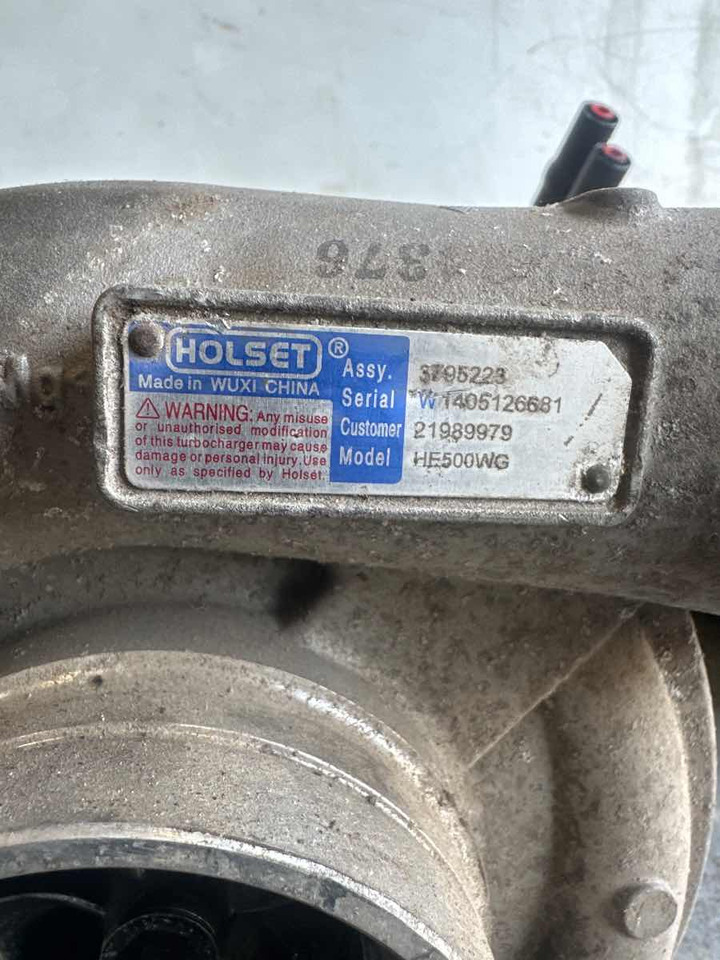 376
HOLSET®
Made in WUXI CHINA
WARNING: Any misuse
or unauthorised modification
of this turbocharger may cause
damage or personal injury. Use
only as specified by Holset.
Assy. 3795223
Serial W1405126681
Customer 21989979
Model HE500WG